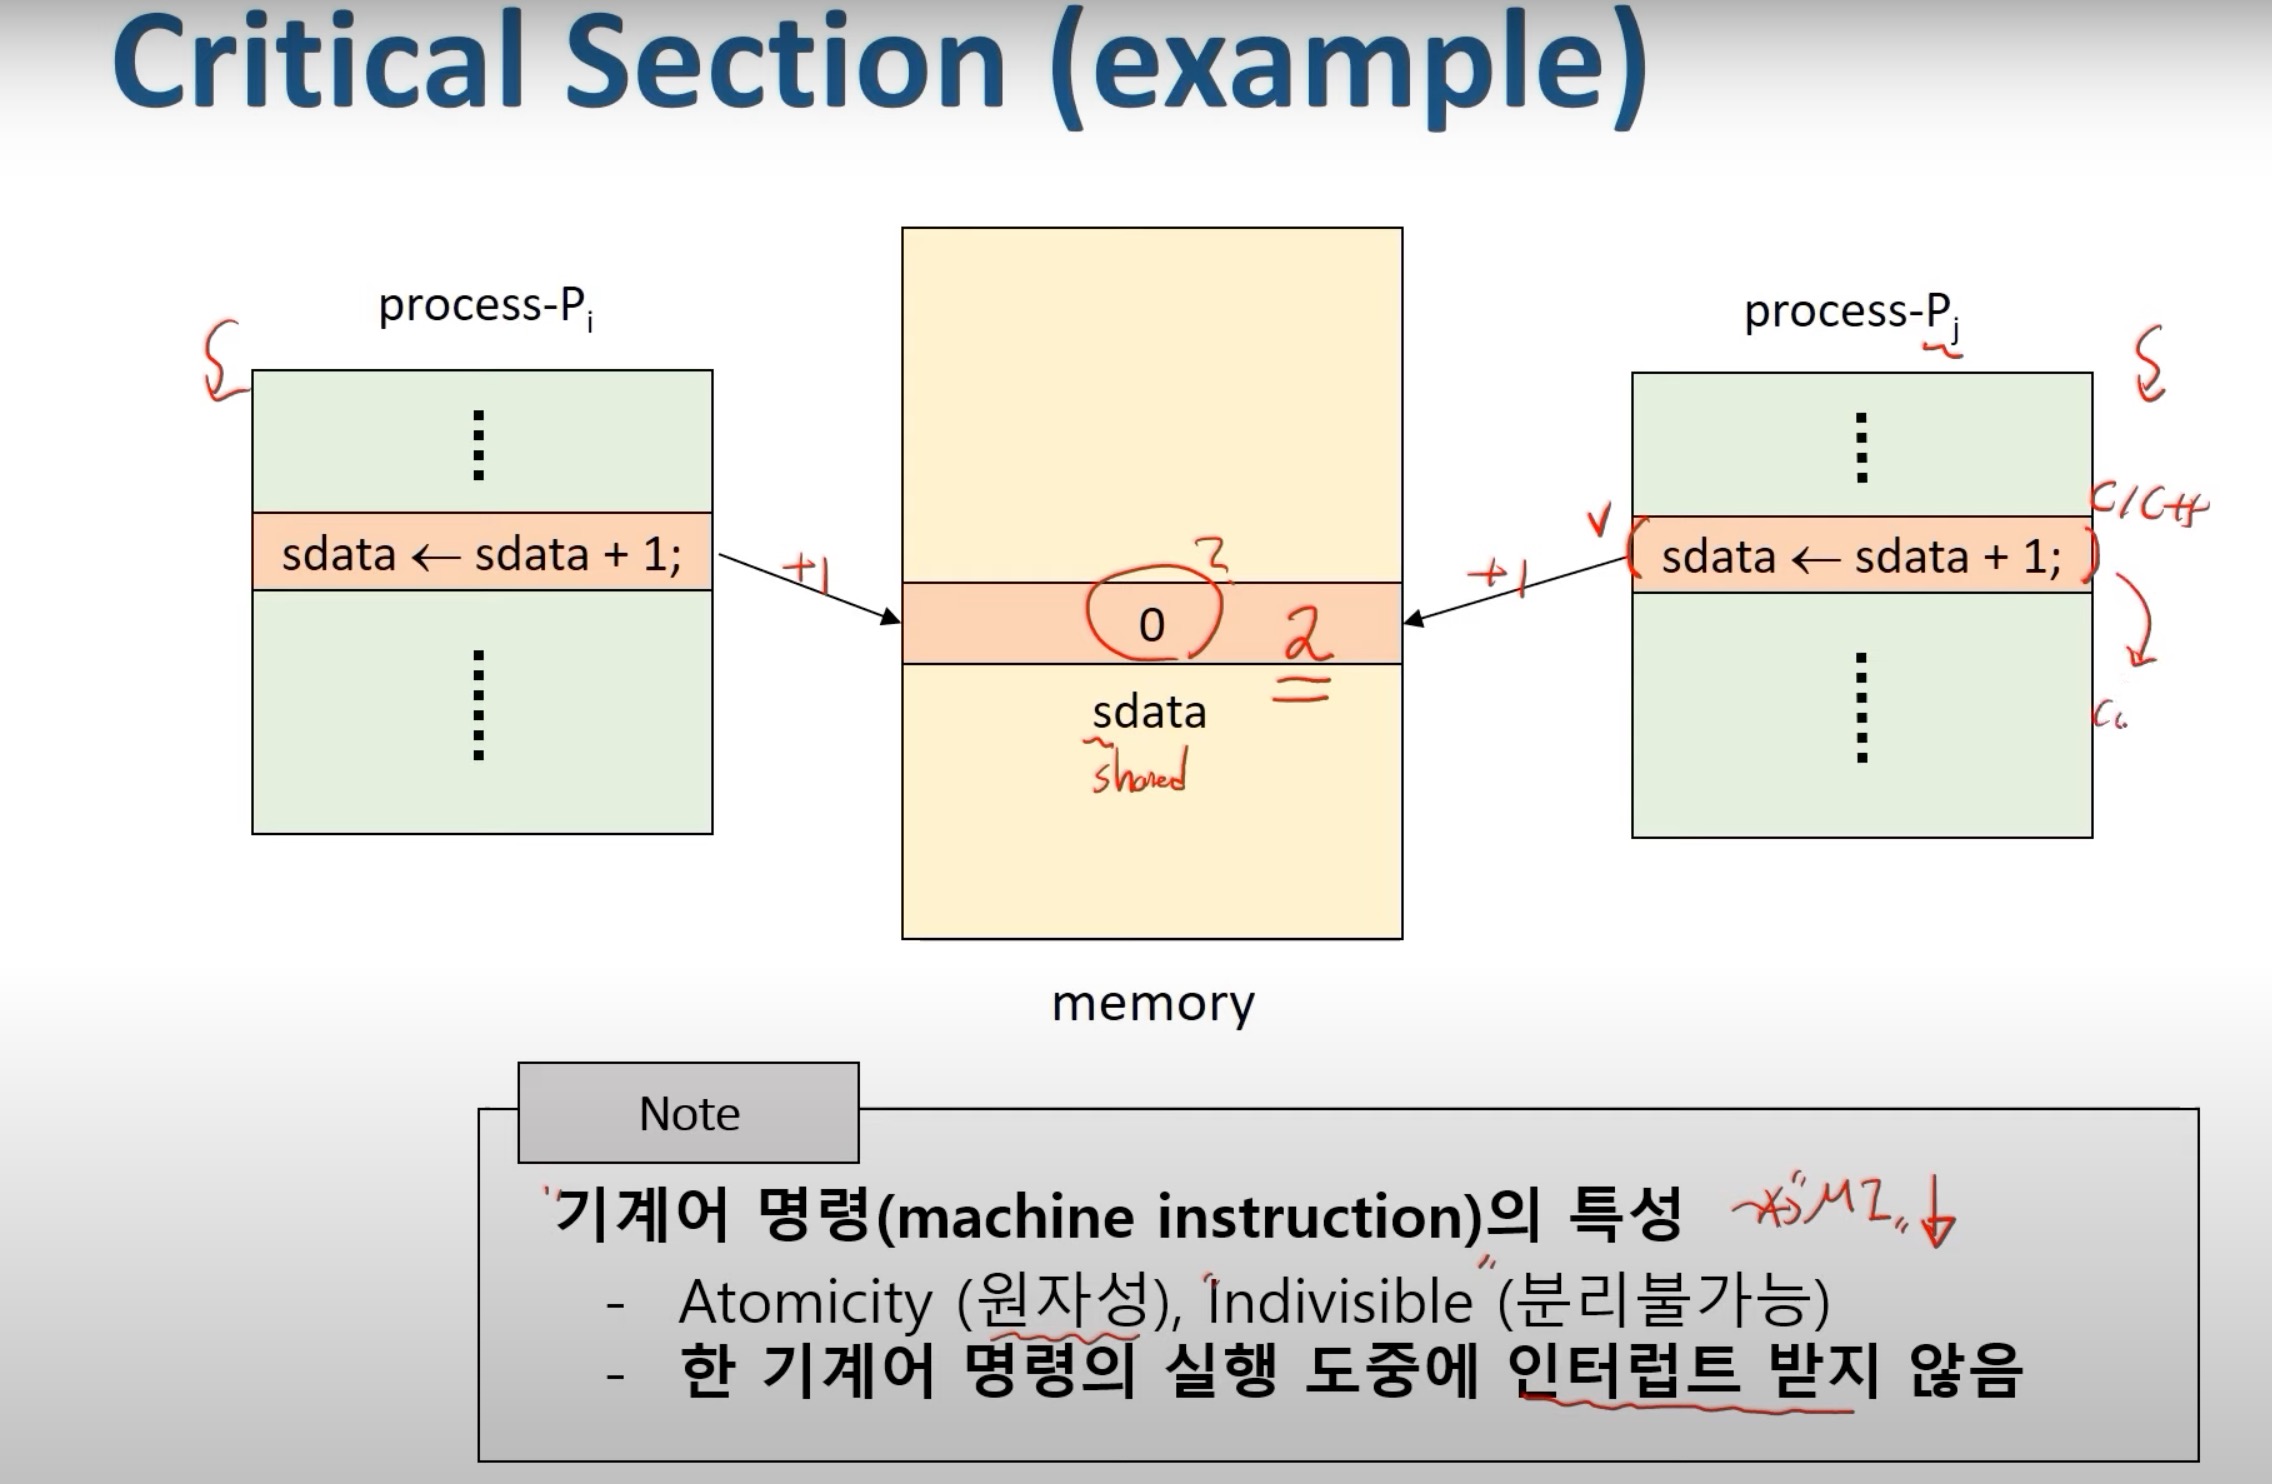 Critical Section (example)
process-Pi
process-Pj
C/C++
sdata ← sdata + 1;
+1
?
0
2
+1
sdata ← sdata + 1;
sdata
shared
memory
Note
기계어 명령(machine instruction)의 특성
"MI"
- Atomicity (원자성), Indivisible (분리불가능)
- 한 기계어 명령의 실행 도중에 인터럽트 받지 않음